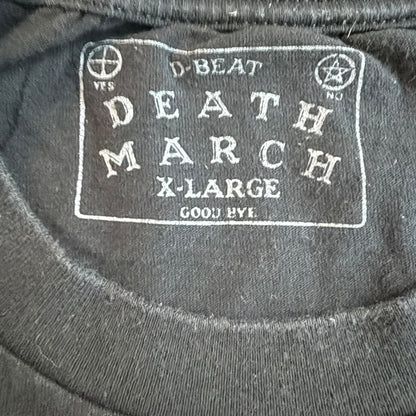 D-BEAT
YES NO
DEATH
MARCH
X-LARGE
GOOD BYE